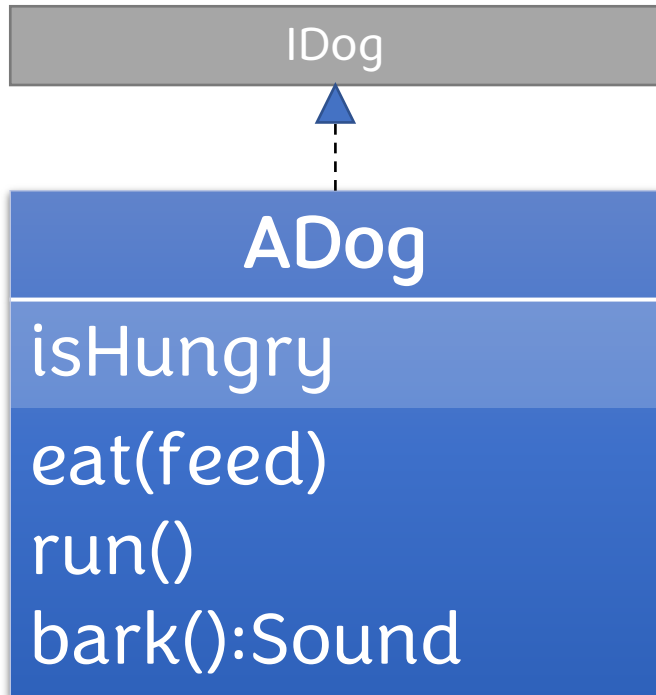 IDog
ADog
isHungry
eat(feed)
run()
bark():Sound